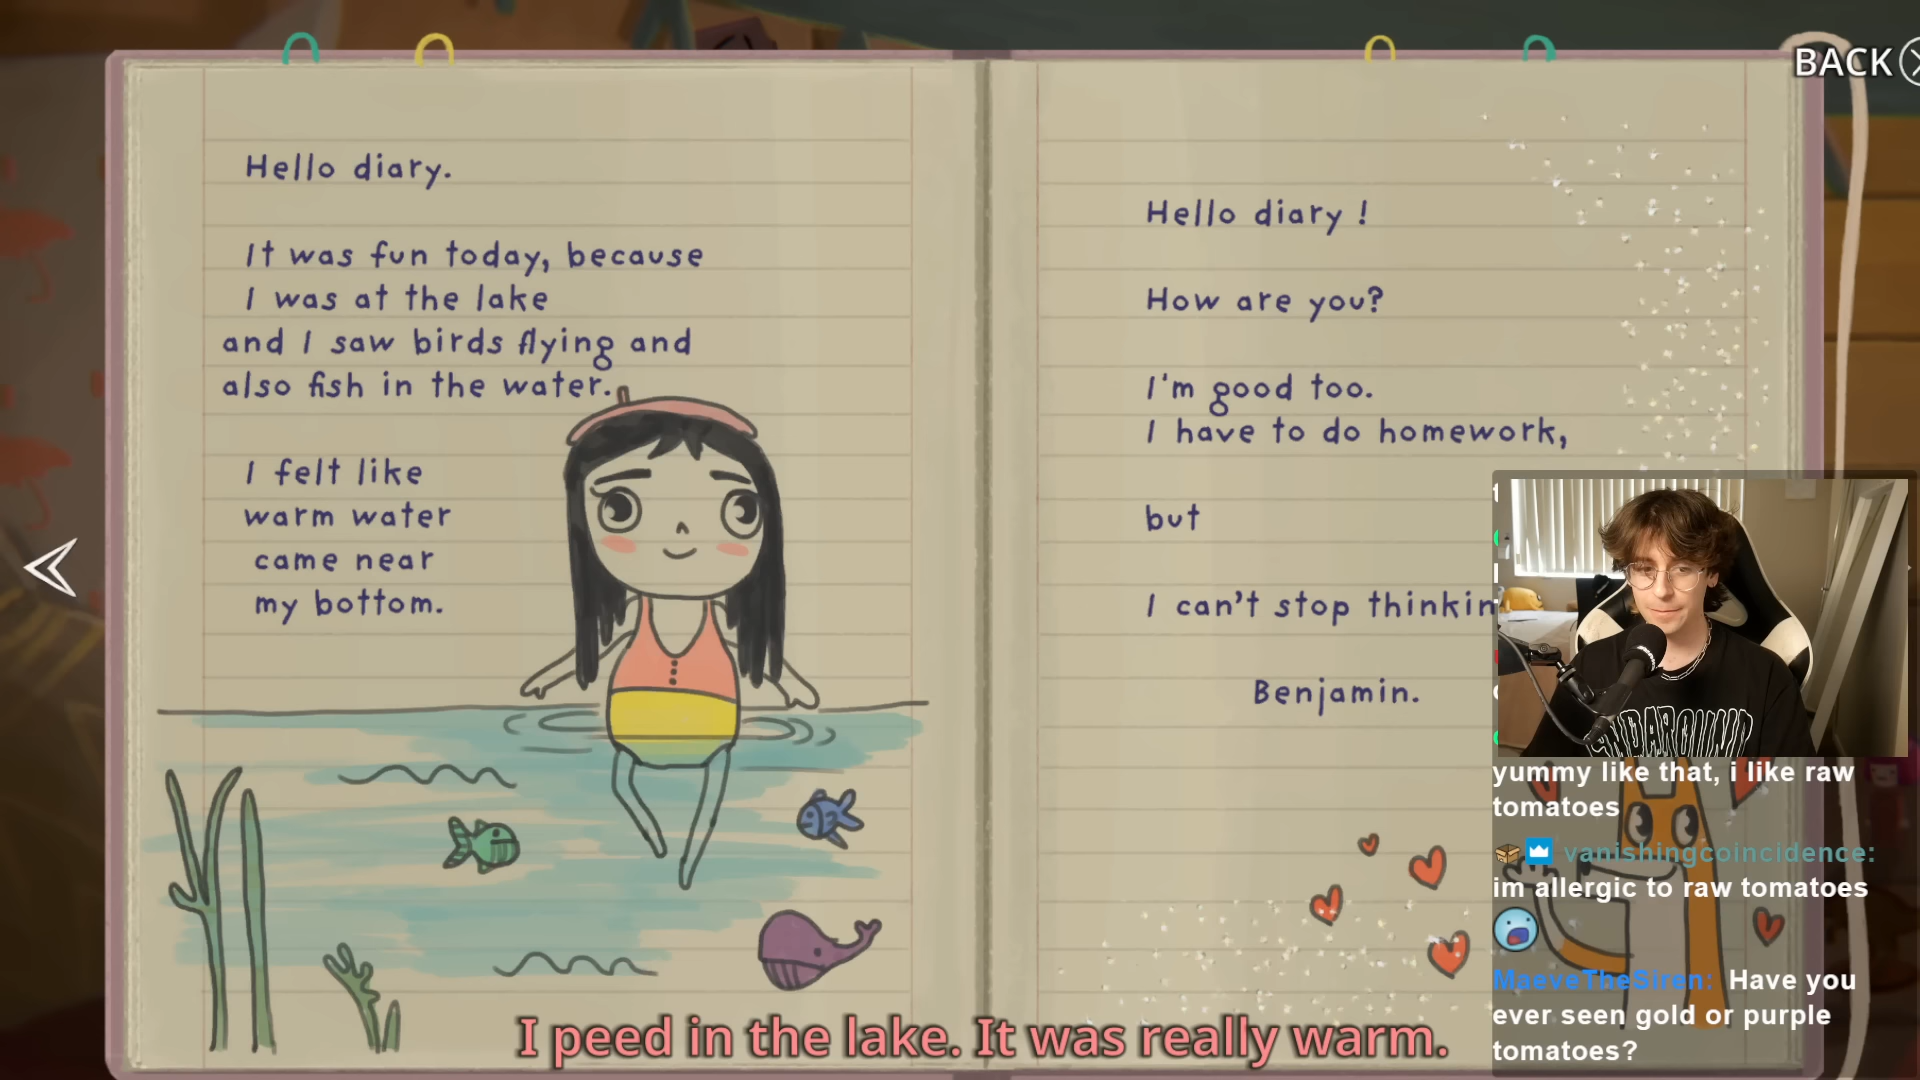 BACK
Hello diary.
It was fun today, because
I was at the lake
and I saw birds flying and
also fish in the water.
I felt like
warm water
came near
my bottom.
Hello diary !
How are you?
I'm good too.
I have to do homework,
but
I can't stop thinkin
Benjamin.
yummy like that, i like raw
tomatoes
vanishingcoincidence:
im allergic to raw tomatoes
MaeveTheSiren: Have you
ever seen gold or purple
tomatoes?
I peed in the lake. It was really warm.